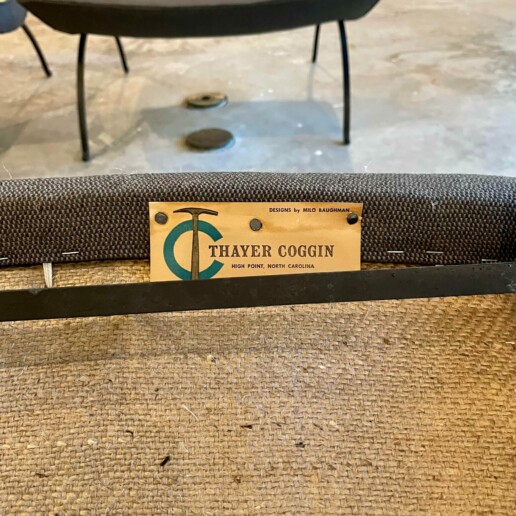 DESIGNS by MILO BAUGHMAN
THAYER COGGIN
HIGH POINT, NORTH CAROLINA